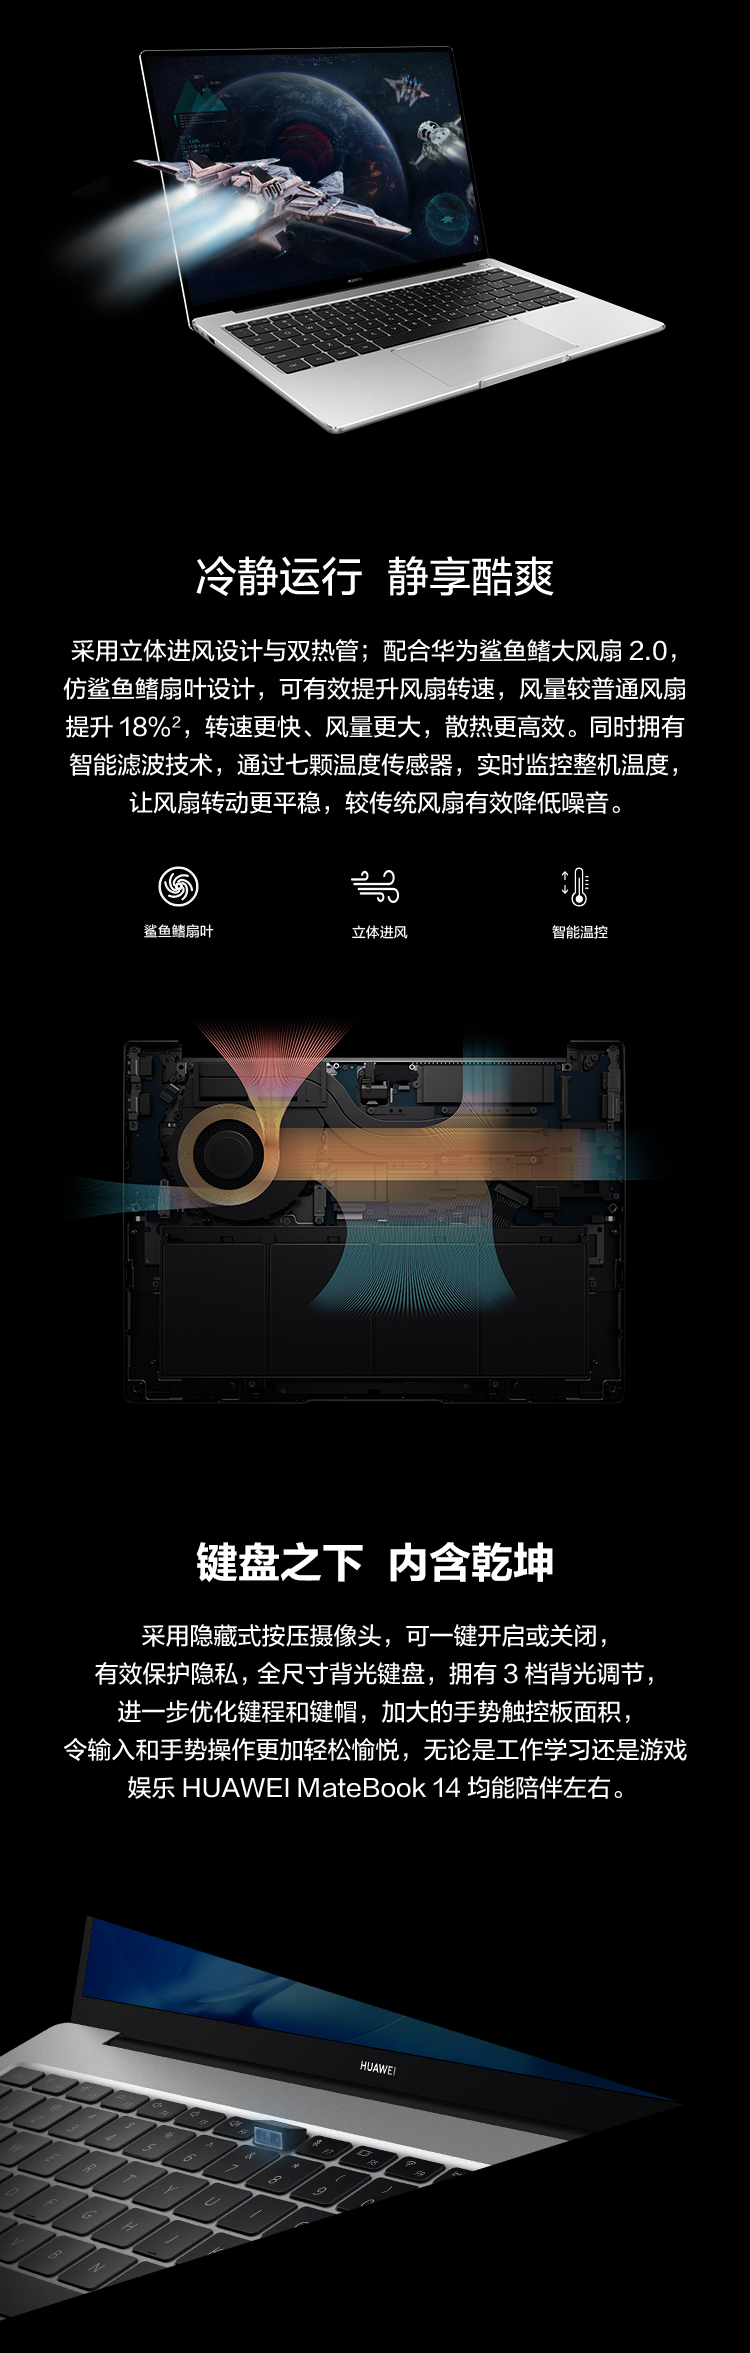 冷静运行 静享酷爽
采用立体进风设计与双热管；配合华为鲨鱼鳍大风扇 2.0，
仿鲨鱼鳍扇叶设计，可有效提升风扇转速，风量较普通风扇
提升 18%²，转速更快、风量更大，散热更高效。同时拥有
智能滤波技术，通过七颗温度传感器，实时监控整机温度，
让风扇转动更平稳，较传统风扇有效降低噪音。
鲨鱼鳍扇叶
立体进风
智能温控
键盘之下 内含乾坤
采用隐藏式按压摄像头，可一键开启或关闭，
有效保护隐私，全尺寸背光键盘，拥有 3 档背光调节，
进一步优化键程和键帽，加大的手势触控板面积，
令输入和手势操作更加轻松愉悦，无论是工作学习还是游戏
娱乐 HUAWEI MateBook 14 均能陪伴左右。
HUAWEI